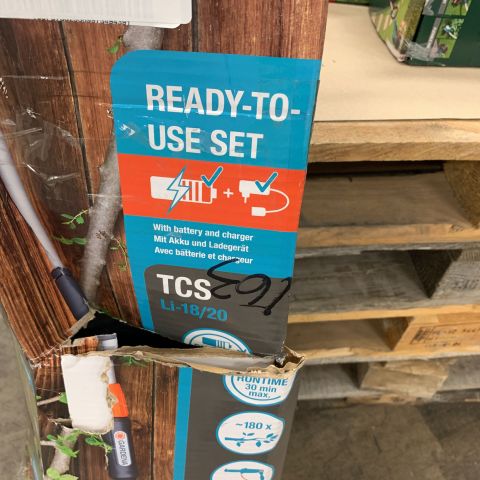 READY-TO-
USE SET
+
With battery and charger
Mit Akku und Ladegerät
Avec batterie et chargeur
TCS
Li-18/20
RUNTIME
30 min
max.
~180 x
GARDENA